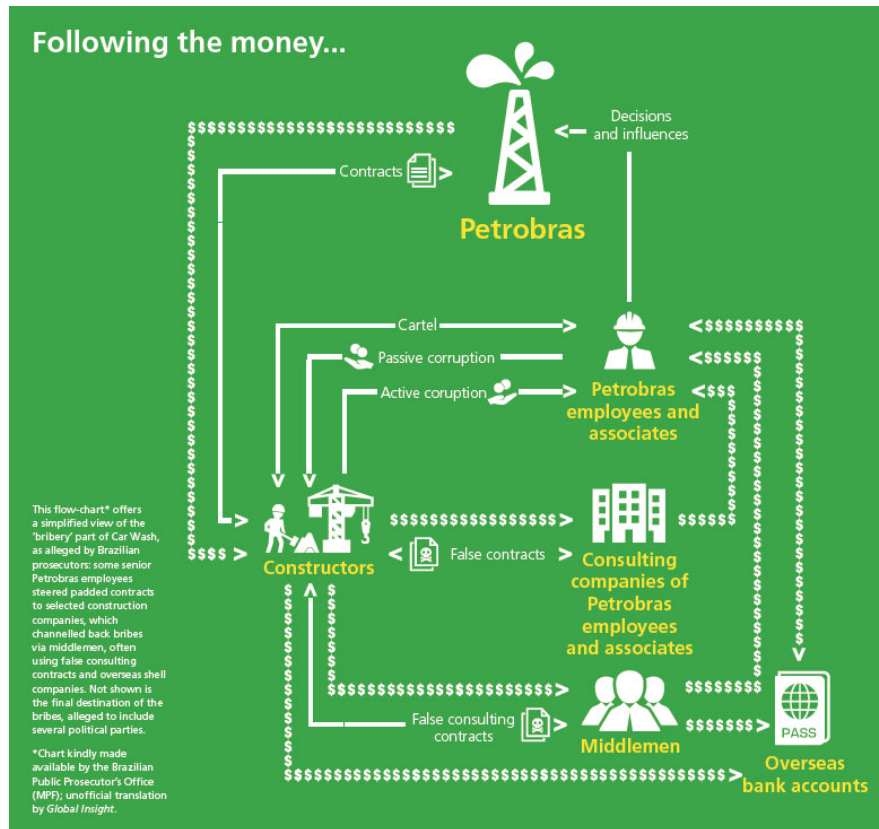 Following the money...
$$$$$$$$$$$$$$$$$$$$$$$$$$$
Decisions
and influences
Contracts
Petrobras
Cartel
$$$$$$$$$$
Passive corruption
$$$$$$
Active coruption
$$$
Petrobras
employees and
associates
This flow-chart* offers
a simplified view of the
‘bribery’ part of Car Wash,
as alleged by Brazilian
prosecutors: some senior
Petrobras employees
steered padded contracts
to selected construction
companies, which
channelled back bribes
via middlemen, often
using false consulting
contracts and overseas shell
companies. Not shown is
the final destination of the
bribes, alleged to include
several political parties.
*Chart kindly made
available by the Brazilian
Public Prosecutor’s Office
(MPF); unofficial translation
by Global Insight.
$$$$
Constructors
$$$$$$$$$$$$$$$$$
False contracts
$$$$$
Consulting
companies of
Petrobras
employees
and associates
$$$$$$$$$$$$$$$$$$$
False consulting
contracts
Middlemen
$$$$$$$$
$$$$$$$
PASS
Overseas
bank accounts
$$$$$$$$$$$$$$$$$$$$$$$$$$$$$$$$$$$$$